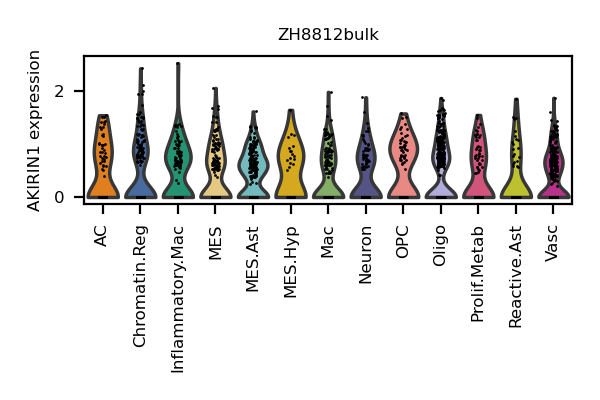 ZH8812bulk
AKIRIN1 expression
2
0
AC
Chromatin.Reg
Inflammatory.Mac
MES
MES.Ast
MES.Hyp
Mac
Neuron
OPC
Oligo
Prolif.Metab
Reactive.Ast
Vasc